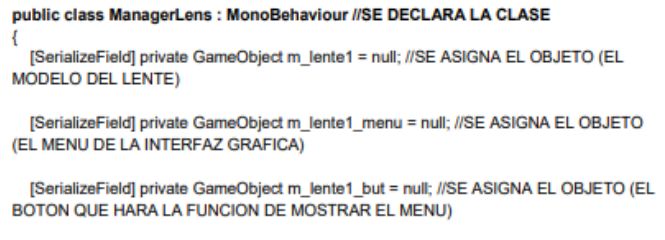 public class ManagerLens : MonoBehaviour //SE DECLARA LA CLASE
{
[SerializeField] private GameObject m_lente1 = null; //SE ASIGNA EL OBJETO (EL
MODELO DEL LENTE)
[SerializeField] private GameObject m_lente1_menu = null; //SE ASIGNA EL OBJETO
(EL MENU DE LA INTERFAZ GRAFICA)
[SerializeField] private GameObject m_lente1_but = null; //SE ASIGNA EL OBJETO (EL
BOTON QUE HARA LA FUNCION DE MOSTRAR EL MENU)